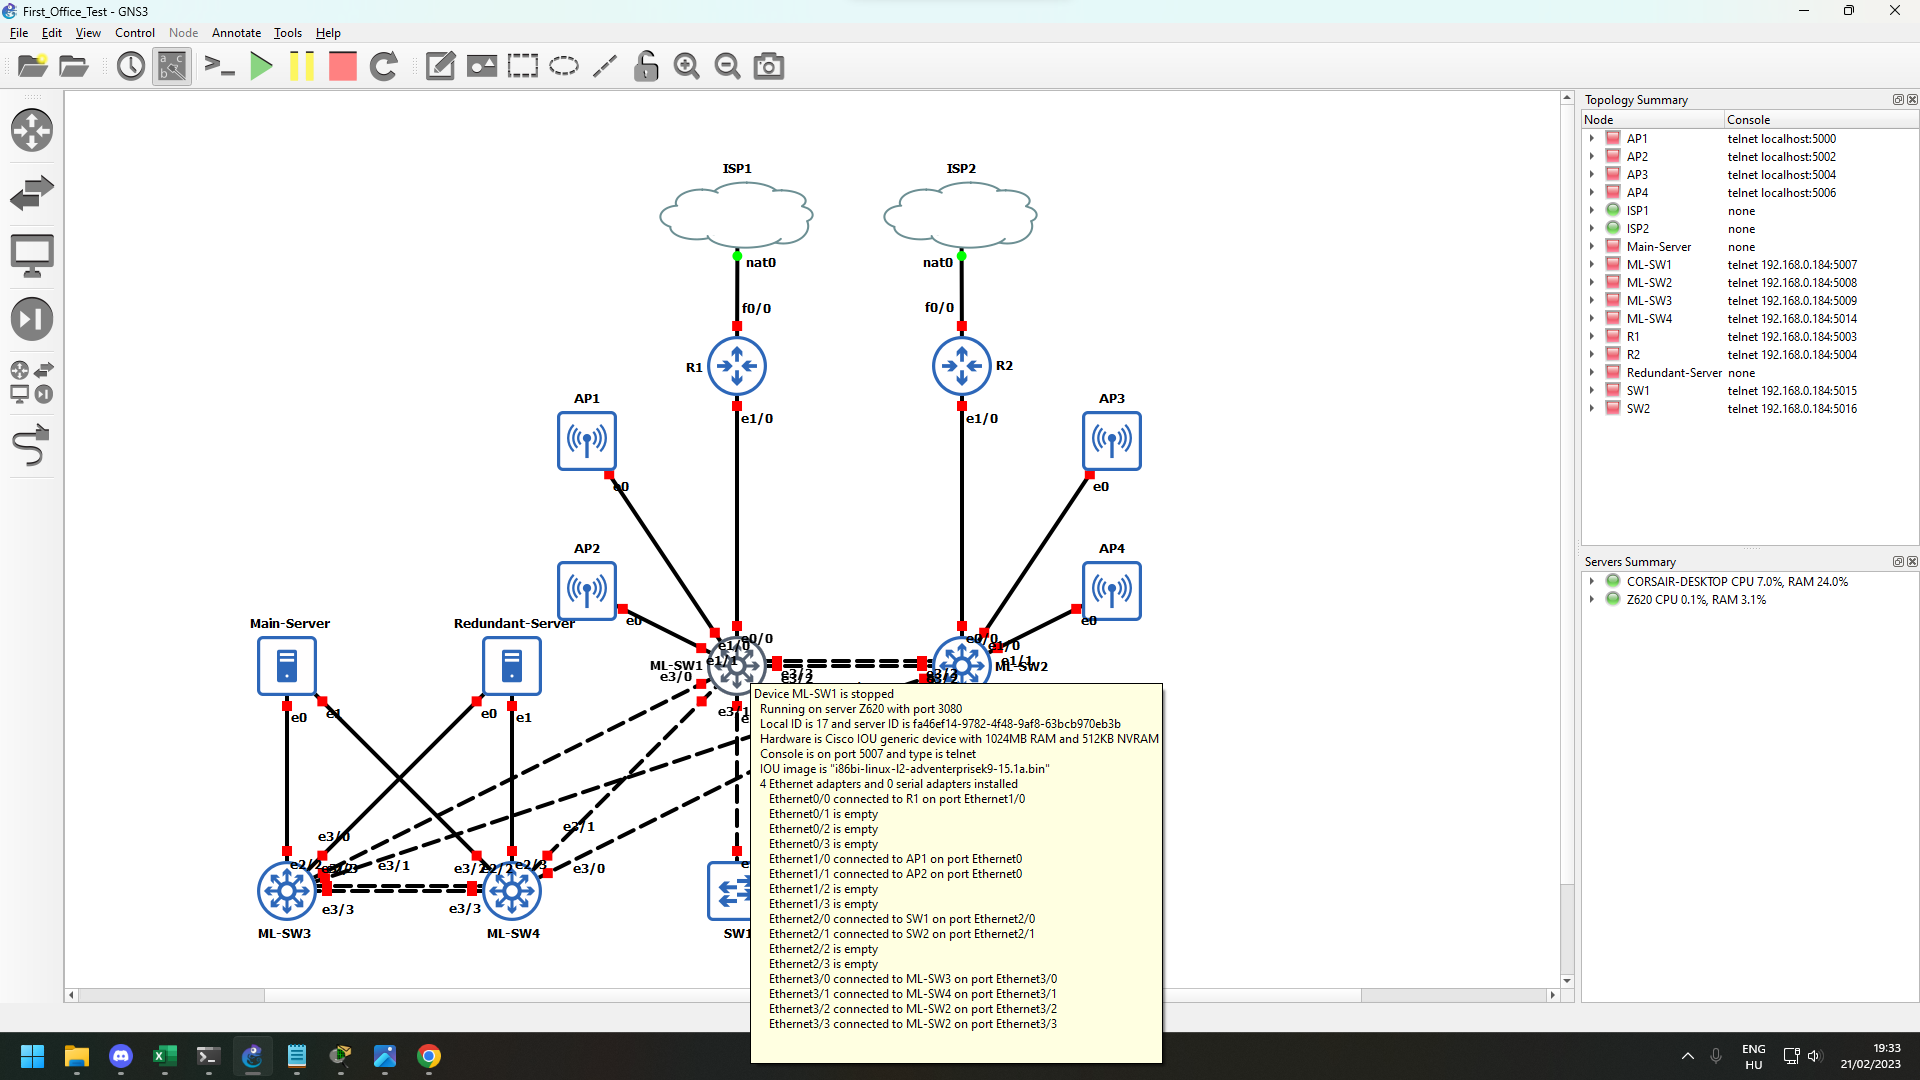 First_Office_Test - GNS3
File Edit View Control Node Annotate Tools Help
Topology Summary
Node Console
AP1 telnet localhost:5000
AP2 telnet localhost:5002
AP3 telnet localhost:5004
AP4 telnet localhost:5006
ISP1 none
ISP2 none
Main-Server none
ML-SW1 telnet 192.168.0.184:5007
ML-SW2 telnet 192.168.0.184:5008
ML-SW3 telnet 192.168.0.184:5009
ML-SW4 telnet 192.168.0.184:5014
R1 telnet 192.168.0.184:5003
R2 telnet 192.168.0.184:5004
Redundant-Server none
SW1 telnet 192.168.0.184:5015
SW2 telnet 192.168.0.184:5016
Servers Summary
CORSAIR-DESKTOP CPU 7.0%, RAM 24.0%
Z620 CPU 0.1%, RAM 3.1%
ISP1 ISP2
nat0 nat0
f0/0 f0/0
R1 R2
AP1 AP3
e1/0 e1/0
e0 e0
AP2 AP4
e0 e0
Main-Server Redundant-Server
e0/0 e0/0
e1/0 e1/0
ML-SW1 e1/1 e1/1 ML-SW2
e3/0 e3/2 e3/2
e0 e1 e0 e1 e3/1
e3/1
e3/0
e2/2 e3/1 e3/2 e2/2 e2/3 e3/0
e3/3 e3/3
ML-SW3 ML-SW4 SW1
Device ML-SW1 is stopped
Running on server Z620 with port 3080
Local ID is 17 and server ID is fa46ef14-9782-4f48-9af8-63bcb970eb3b
Hardware is Cisco IOU generic device with 1024MB RAM and 512KB NVRAM
Console is on port 5007 and type is telnet
IOU image is "i86bi-linux-l2-adventerprisek9-15.1a.bin"
4 Ethernet adapters and 0 serial adapters installed
Ethernet0/0 connected to R1 on port Ethernet1/0
Ethernet0/1 is empty
Ethernet0/2 is empty
Ethernet0/3 is empty
Ethernet1/0 connected to AP1 on port Ethernet0
Ethernet1/1 connected to AP2 on port Ethernet0
Ethernet1/2 is empty
Ethernet1/3 is empty
Ethernet2/0 connected to SW1 on port Ethernet2/0
Ethernet2/1 connected to SW2 on port Ethernet2/1
Ethernet2/2 is empty
Ethernet2/3 is empty
Ethernet3/0 connected to ML-SW3 on port Ethernet3/0
Ethernet3/1 connected to ML-SW4 on port Ethernet3/1
Ethernet3/2 connected to ML-SW2 on port Ethernet3/2
Ethernet3/3 connected to ML-SW2 on port Ethernet3/3
ENG
HU
19:33
21/02/2023